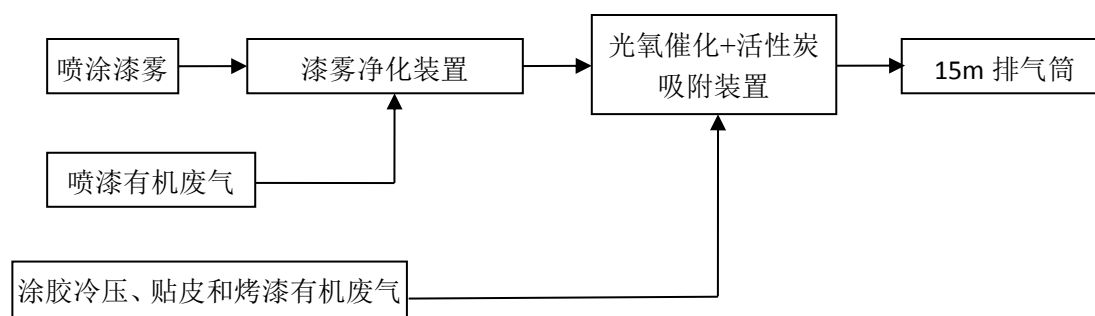 喷涂漆雾
漆雾净化装置
光氧催化+活性炭
吸附装置
15m 排气筒
喷漆有机废气
涂胶冷压、贴皮和烤漆有机废气